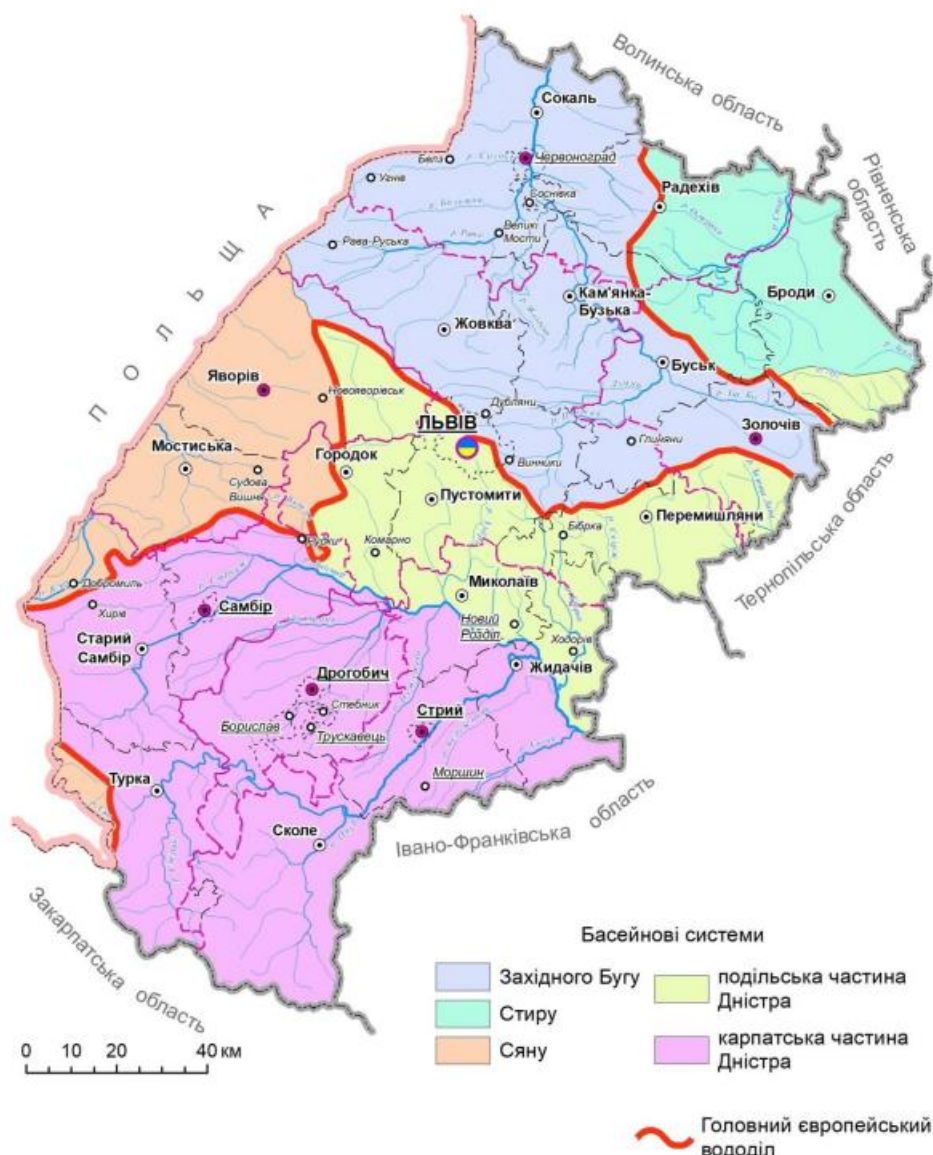 Волинська область
Рівненська
область
ПОЛЬЩА
Сокаль
Белз
Червоноград
Угнів
Соснівка
Радехів
Великі
Мости
Рава-Руська
Броди
Кам'янка-
Бузька
Жовква
Буськ
Яворів
Новояворівськ
Дубляни
ЛЬВІВ
Золочів
Глиняни
Мостиська
Городок
Винники
Судова
Вишня
Пустомити
Перемишляни
Бібрка
Рудки
Комарно
Тернопільська область
Добромиль
Миколаїв
Хирів
Самбір
Новий
Розділ
Ходорів
Старий
Самбір
Жидачів
Дрогобич
Стебник
Стрий
Борислав
Трускавець
Моршин
Турка
Сколе
Івано-Франківська область
Закарпатська область
Басейнові системи
Західного Бугу
Стиру
Сяну
подільська частина
Дністра
карпатська частина
Дністра
0 10 20 40 км
Головний європейський
вододіл